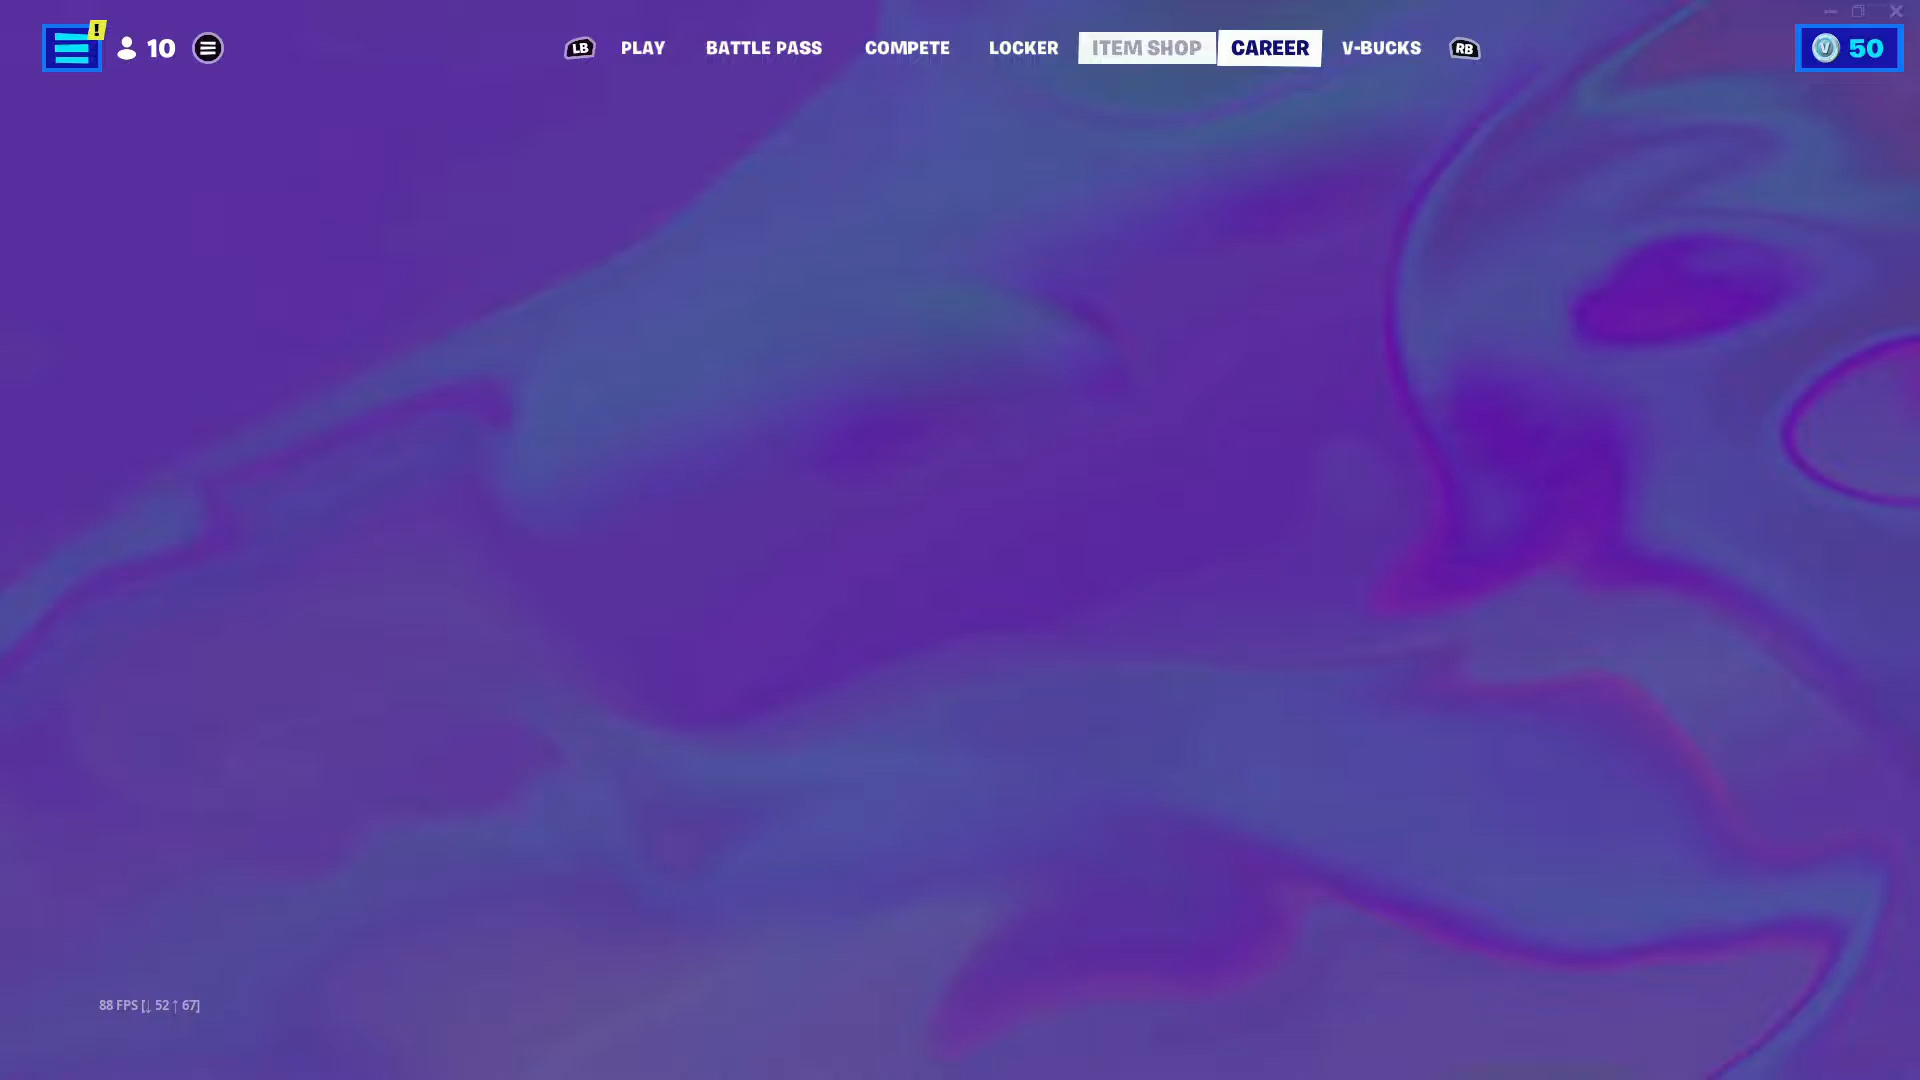 ! 10 LB PLAY BATTLE PASS COMPETE LOCKER ITEM SHOP CAREER V-BUCKS RB V 50
88 FPS [↓ 52 ↑ 67]